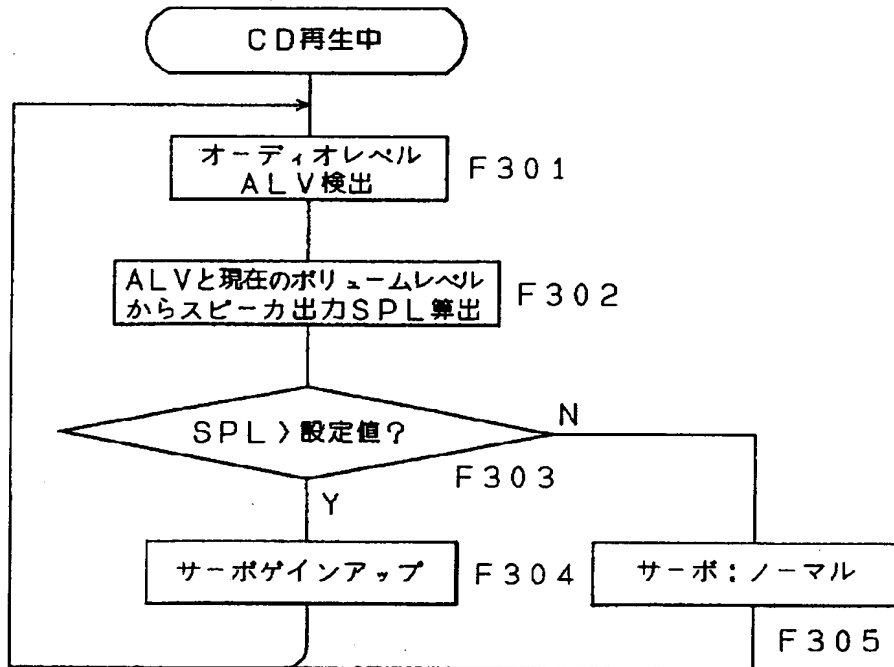 CD再生中
オーディオレベル
ALV検出
F301
ALVと現在のボリュームレベル
からスピーカ出力SPL算出
F302
SPL>設定値?
N
F303
Y
サーボゲインアップ
F304
サーボ:ノーマル
F305